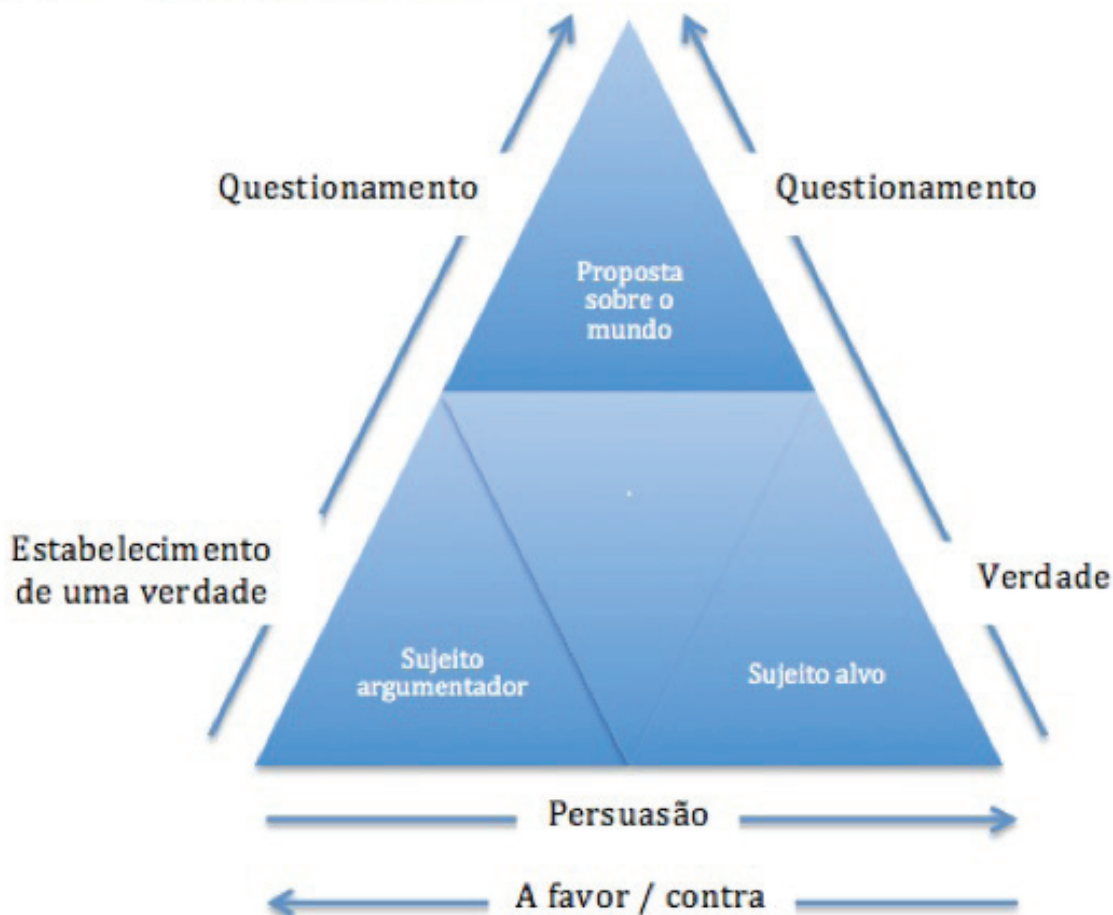 Questionamento
Questionamento
Proposta
sobre o
mundo
Estabelecimento
de uma verdade
Verdade
Sujeito
argumentador
Sujeito alvo
Persuasão
A favor / contra